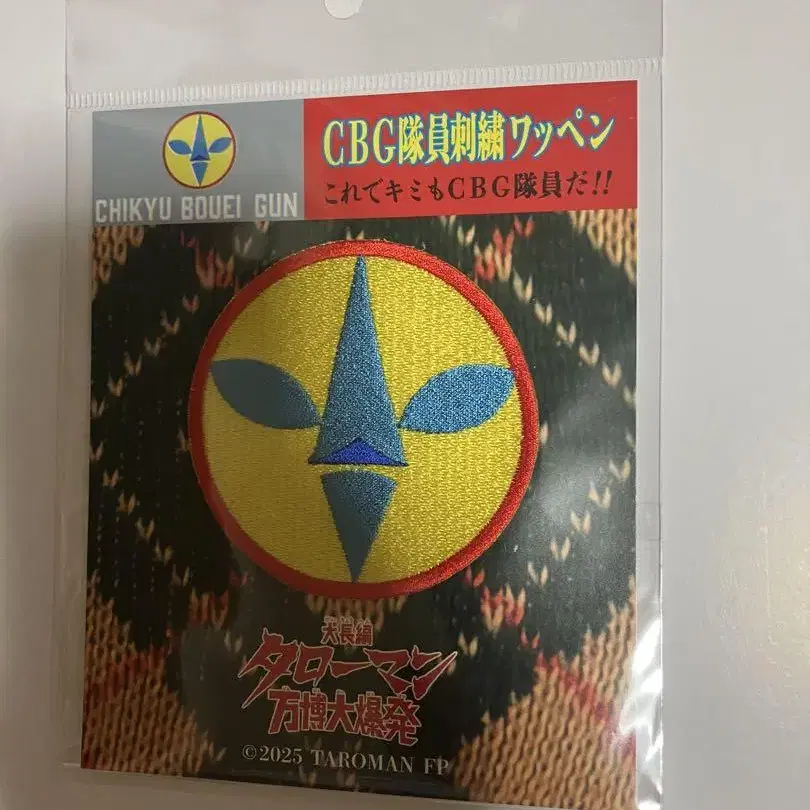 CBG隊員刺繍ワッペン
これでキミもCBG隊員だ!!
CHIKYU BOUEI GUN
大長編
タローマン
万博大爆発
©2025 TAROMAN FP